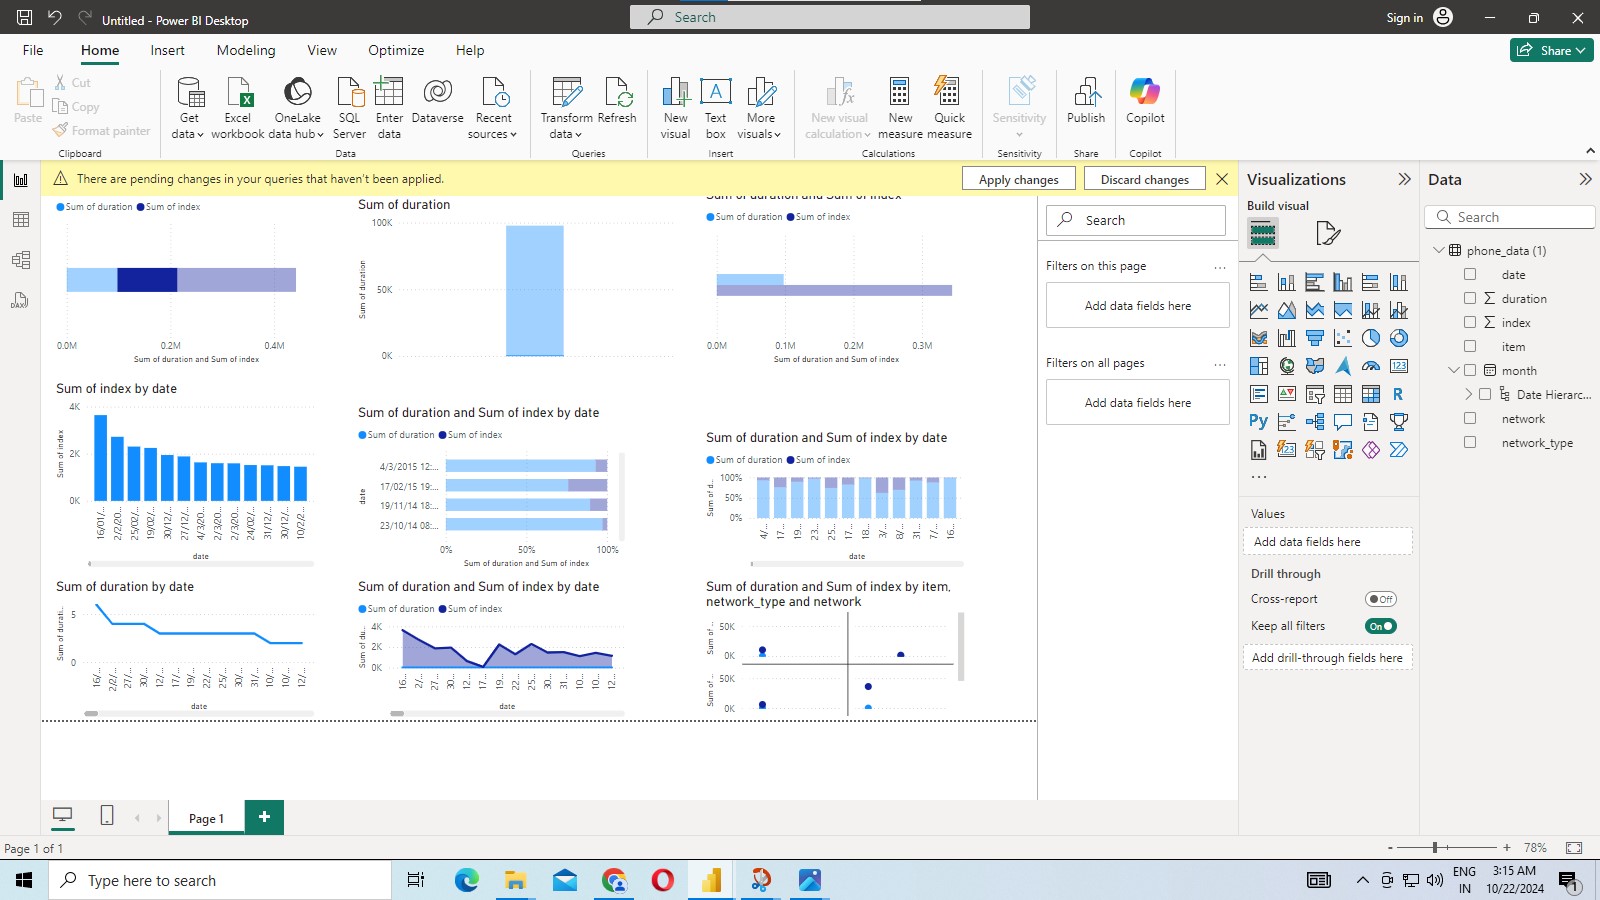 Untitled - Power BI Desktop
Search
Sign in
File
Home
Insert
Modeling
View
Optimize
Help
Share
Paste
Cut
Copy
Format painter
Get data
Excel workbook
OneLake data hub
SQL Server
Enter data
Dataverse
Recent sources
Transform data
Refresh
New visual
Text box
More visuals
New visual calculation
New measure
Quick measure
Sensitivity
Publish
Copilot
Clipboard
Data
Queries
Insert
Calculations
Sensitivity
Share
Copilot
There are pending changes in your queries that haven't been applied.
Apply changes
Discard changes
Sum of duration Sum of index
0.0M 0.2M 0.4M
Sum of duration and Sum of index
Sum of duration
100K
50K
0K
Sum of duration
Sum of duration and Sum of index
Sum of duration Sum of index
0.0M 0.1M 0.2M 0.3M
Sum of duration and Sum of index
Sum of index by date
4K
2K
0K
Sum of index
16/01/... 2/2/20... 25/02/... 19/02/... 30/12/... 27/12/... 4/3/20... 2/3/20... 2/3/20... 24/02/... 31/12/... 30/12/... 10/2/2...
date
Sum of duration and Sum of index by date
Sum of duration Sum of index
4/3/2015 12:...
17/02/15 19:...
19/11/14 18:...
23/10/14 08:...
date
0% 50% 100%
Sum of duration and Sum of index
Sum of duration and Sum of index by date
Sum of duration Sum of index
100%
50%
0%
Sum of d...
4/... 17... 19... 23... 25... 17... 18... 3/... 8/... 31... 7/... 16...
date
Sum of duration by date
5
0
Sum of durati...
16/... 2/2/... 27/... 30/... 12/... 17/... 19/... 22/... 25/... 30/... 31/... 10/... 10/... 12/...
date
Sum of duration and Sum of index by date
Sum of duration Sum of index
4K
2K
0K
Sum of du...
16... 2/... 27... 30... 12... 17... 19... 22... 25... 30... 31... 10... 10... 12...
date
Sum of duration and Sum of index by item,
network_type and network
50K
0K
Sum of ...
50K
0K
Sum of ...
Search
Filters on this page
...
Add data fields here
Filters on all pages
...
Add data fields here
Visualizations
Build visual
123
R
Py
123
...
Values
Add data fields here
Drill through
Cross-report
Off
Keep all filters
On
Add drill-through fields here
Data
Search
phone_data (1)
date
duration
index
item
month
Date Hierarc...
network
network_type
Page 1
Page 1 of 1
- + 78%
Type here to search
ENG
IN
3:15 AM
10/22/2024
1